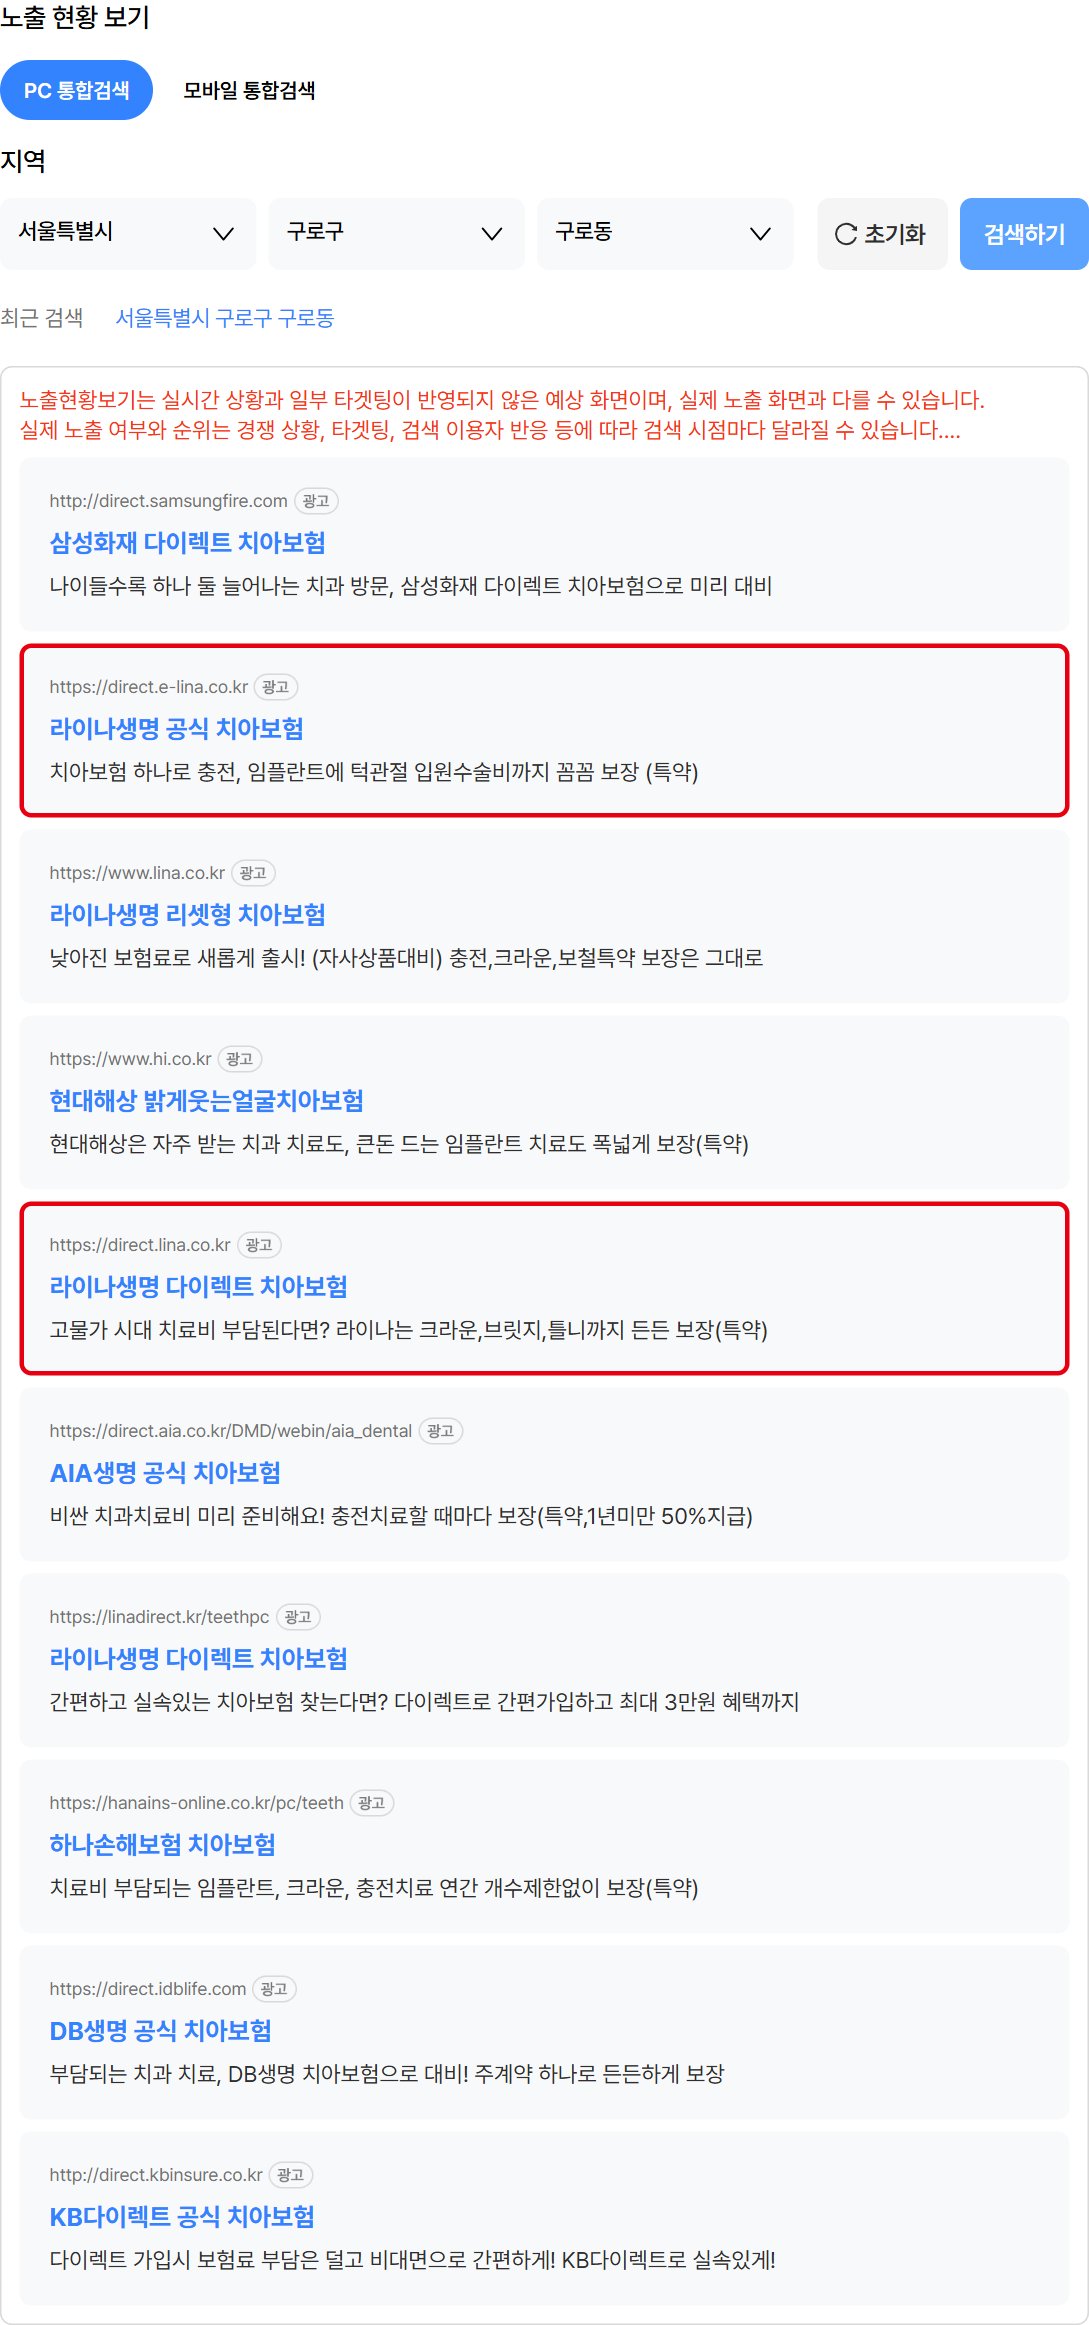 노출 현황 보기
PC 통합검색 모바일 통합검색
지역
서울특별시 구로구 구로동 초기화 검색하기
최근 검색 서울특별시 구로구 구로동
노출현황보기는 실시간 상황과 일부 타겟팅이 반영되지 않은 예상 화면이며, 실제 노출 화면과 다를 수 있습니다.
실제 노출 여부와 순위는 경쟁 상황, 타겟팅, 검색 이용자 반응 등에 따라 검색 시점마다 달라질 수 있습니다....
http://direct.samsungfire.com 광고
삼성화재 다이렉트 치아보험
나이들수록 하나 둘 늘어나는 치과 방문, 삼성화재 다이렉트 치아보험으로 미리 대비
https://direct.e-lina.co.kr 광고
라이나생명 공식 치아보험
치아보험 하나로 충전, 임플란트에 턱관절 입원수술비까지 꼼꼼 보장 (특약)
https://www.lina.co.kr 광고
라이나생명 리셋형 치아보험
낮아진 보험료로 새롭게 출시! (자사상품대비) 충전,크라운,보철특약 보장은 그대로
https://www.hi.co.kr 광고
현대해상 밝게웃는얼굴치아보험
현대해상은 자주 받는 치과 치료도, 큰돈 드는 임플란트 치료도 폭넓게 보장(특약)
https://direct.lina.co.kr 광고
라이나생명 다이렉트 치아보험
고물가 시대 치료비 부담된다면? 라이나는 크라운,브릿지,틀니까지 든든 보장(특약)
https://direct.aia.co.kr/DMD/webin/aia_dental 광고
AIA생명 공식 치아보험
비싼 치과치료비 미리 준비해요! 충전치료할 때마다 보장(특약,1년미만 50%지급)
https://linadirect.kr/teethpc 광고
라이나생명 다이렉트 치아보험
간편하고 실속있는 치아보험 찾는다면? 다이렉트로 간편가입하고 최대 3만원 혜택까지
https://hanains-online.co.kr/pc/teeth 광고
하나손해보험 치아보험
치료비 부담되는 임플란트, 크라운, 충전치료 연간 개수제한없이 보장(특약)
https://direct.idblife.com 광고
DB생명 공식 치아보험
부담되는 치과 치료, DB생명 치아보험으로 대비! 주계약 하나로 든든하게 보장
http://direct.kbinsure.co.kr 광고
KB다이렉트 공식 치아보험
다이렉트 가입시 보험료 부담은 덜고 비대면으로 간편하게! KB다이렉트로 실속있게!